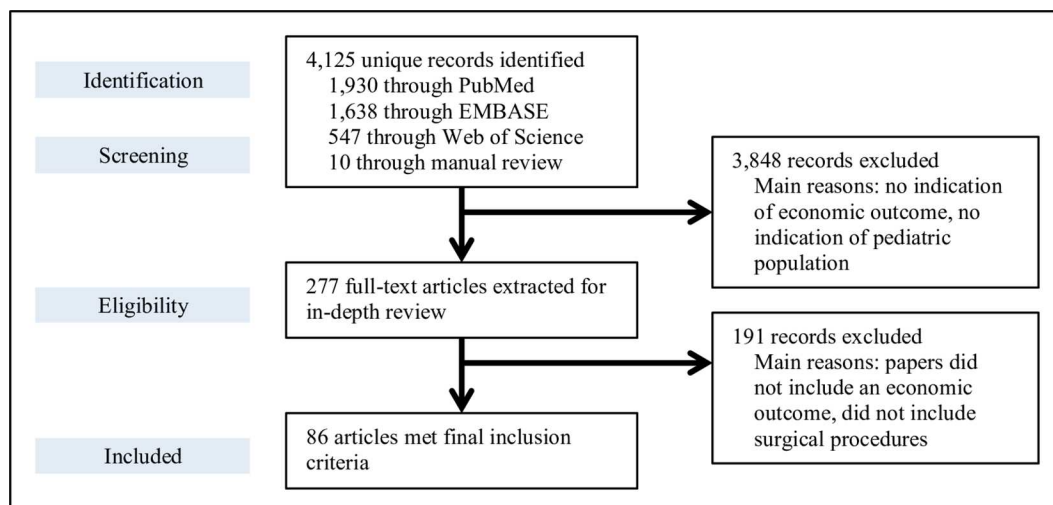 Identification
4,125 unique records identified
1,930 through PubMed
1,638 through EMBASE
547 through Web of Science
10 through manual review
Screening
3,848 records excluded
Main reasons: no indication
of economic outcome, no
indication of pediatric
population
Eligibility
277 full-text articles extracted for
in-depth review
191 records excluded
Main reasons: papers did
not include an economic
outcome, did not include
surgical procedures
Included
86 articles met final inclusion
criteria